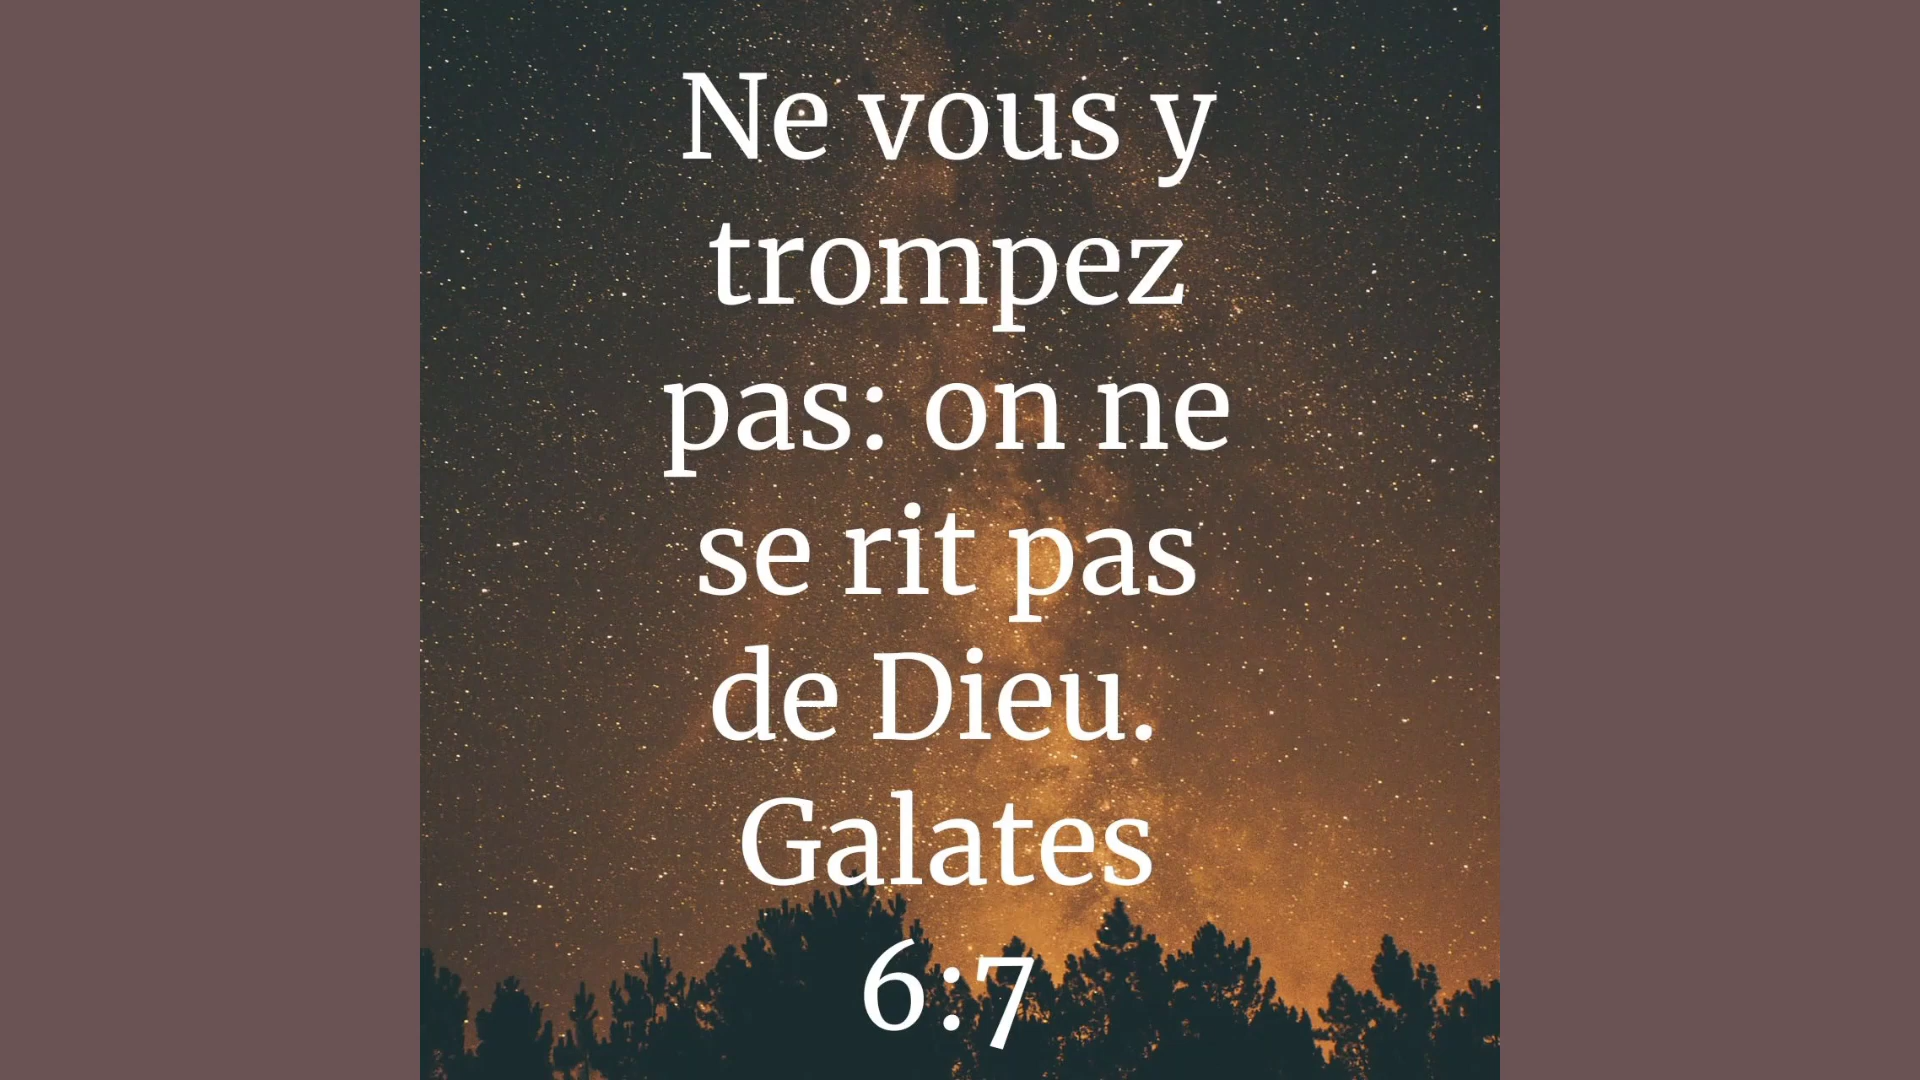 Ne vous y
trompez
pas: on ne
se rit pas
de Dieu.
Galates
6:7